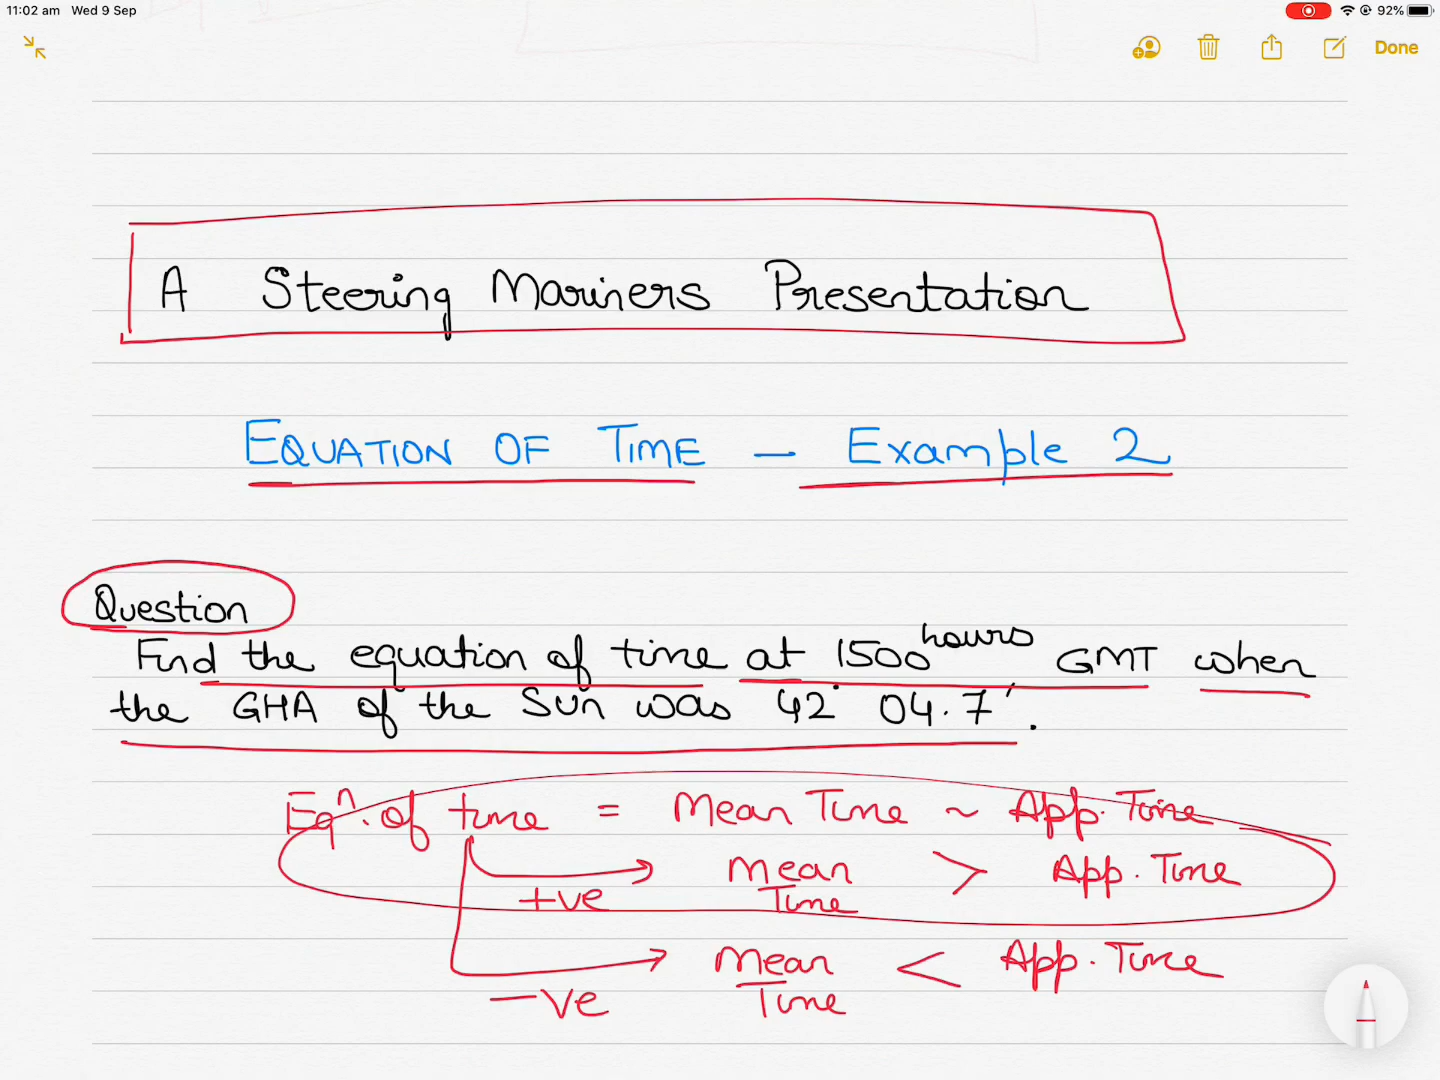 11:02 am Wed 9 Sep 92%
Done
A Steering Mariners Presentation
EQUATION OF TIME - Example 2
Question
Find the equation of time at 1500 hours GMT when
the GHA of the Sun was 42° 04.7'.
Eqn. of time = Mean Time ~ App. Time
+ve Mean Time > App. Time
-ve Mean Time < App. Time